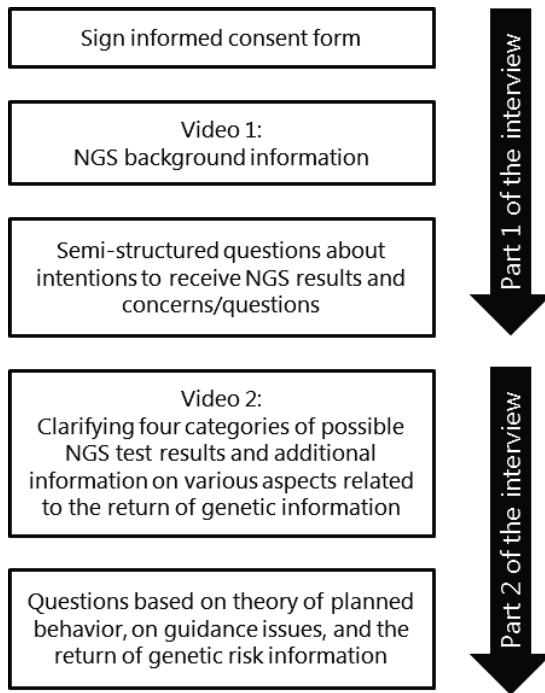 Sign informed consent form
Video 1:
NGS background information
Semi-structured questions about
intentions to receive NGS results and
concerns/questions
Part 1 of the interview
Video 2:
Clarifying four categories of possible
NGS test results and additional
information on various aspects related
to the return of genetic information
Questions based on theory of planned
behavior, on guidance issues, and the
return of genetic risk information
Part 2 of the interview